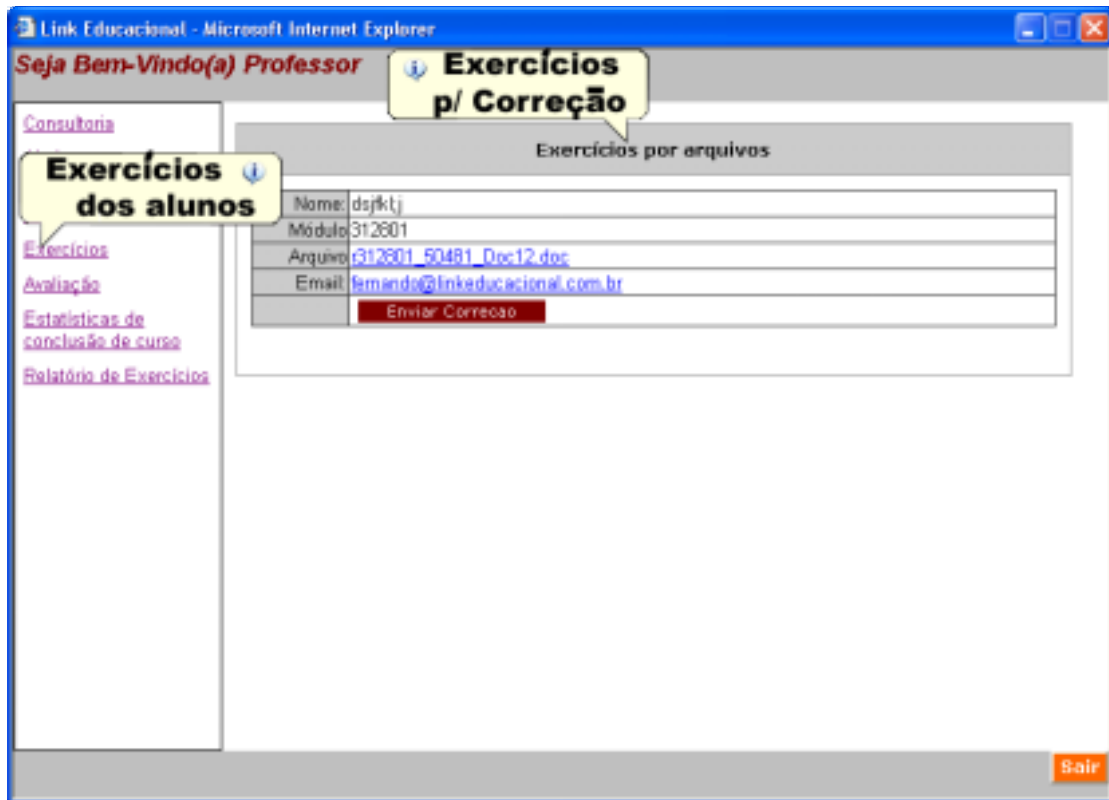 Link Educacional - Microsoft Internet Explorer
Seja Bem-Vindo(a) Professor
Exercícios
p/ Correção
Consultoria
Exercícios por arquivos
Exercícios
dos alunos
Nome: dsjfktj
Módulo 312801
Exercícios
Arquivo r312801_50481_Doc12.doc
Avaliação
Email: fernando@linkeducacional.com.br
Enviar Correcao
Estatísticas de
conclusão de curso
Relatório de Exercícios
Sair